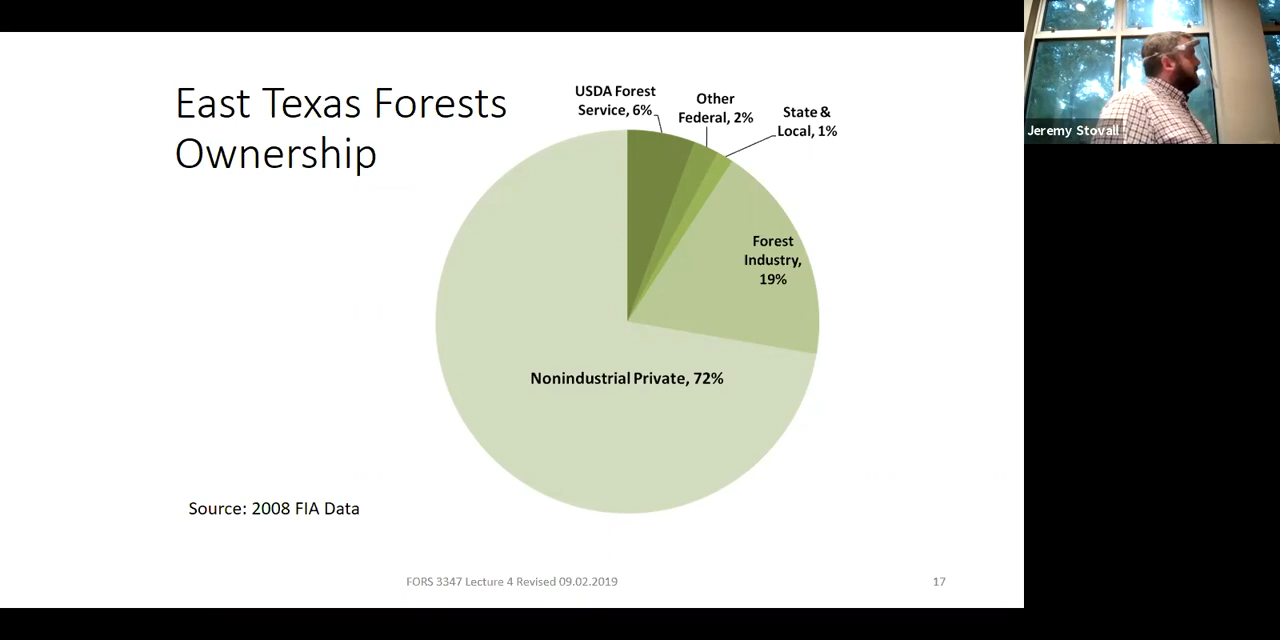 East Texas Forests
Ownership
USDA Forest
Service, 6%
Other
Federal, 2%
State &
Local, 1%
Forest
Industry,
19%
Nonindustrial Private, 72%
Source: 2008 FIA Data
FORS 3347 Lecture 4 Revised 09.02.2019
17
Jeremy Stovall